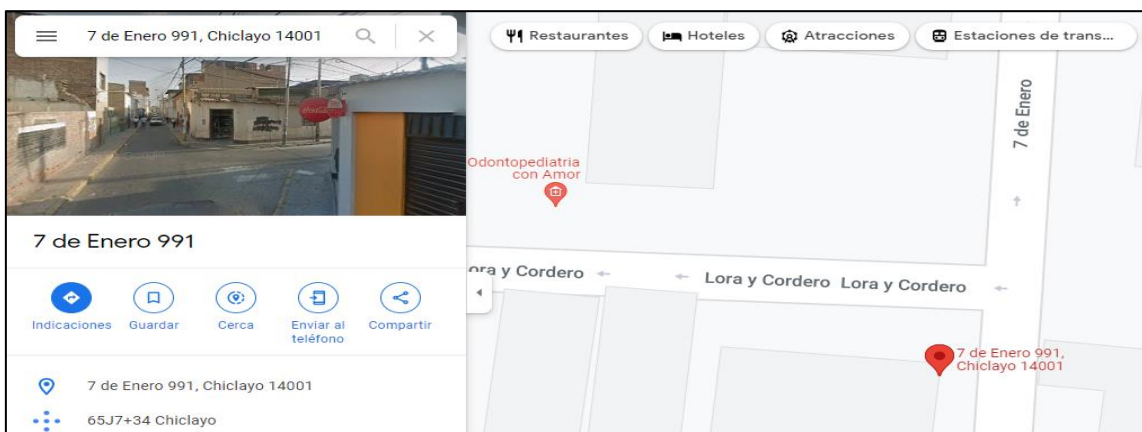 7 de Enero 991, Chiclayo 14001
Restaurantes
Hoteles
Atracciones
Estaciones de trans...
7 de Enero
Odontopediatria
con Amor
7 de Enero 991
ora y Cordero
Lora y Cordero Lora y Cordero
Indicaciones
Guardar
Cerca
Enviar al
teléfono
Compartir
7 de Enero 991,
Chiclayo 14001
7 de Enero 991, Chiclayo 14001
65J7+34 Chiclayo